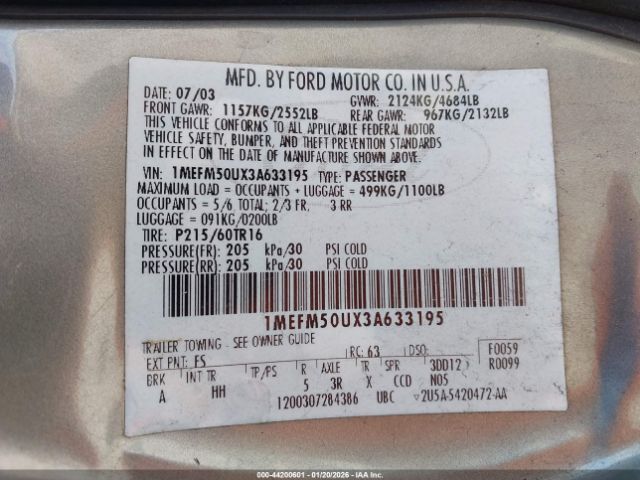 MFD. BY FORD MOTOR CO. IN U.S.A.
DATE: 07/03 GVWR: 2124KG/4684LB
FRONT GAWR: 1157KG/2552LB REAR GAWR: 967KG/2132LB
THIS VEHICLE CONFORMS TO ALL APPLICABLE FEDERAL MOTOR
VEHICLE SAFETY, BUMPER, AND THEFT PREVENTION STANDARDS
IN EFFECT ON THE DATE OF MANUFACTURE SHOWN ABOVE.
VIN: 1MEFM50UX3A633195 TYPE: PASSENGER
MAXIMUM LOAD = OCCUPANTS + LUGGAGE = 499KG/1100LB
OCCUPANTS = 5/6 TOTAL; 2/3 FR, 3 RR
LUGGAGE = 091KG/0200LB
TIRE: P215/60TR16
PRESSURE(FR): 205 kPa/30 PSI COLD
PRESSURE(RR): 205 kPa/30 PSI COLD
1MEFM50UX3A633195
TRAILER TOWING - SEE OWNER GUIDE
EXT PNT: FS RC: 63 DSO: F0059
BRK INT TR TP/PS R AXLE TR SPR 3DD12 R0099
A HH 5 3R X CCD N05
1200307284386 UBC 2U5A-5420472-AA
000-44200601 - 01/20/2026 - IAA Inc.